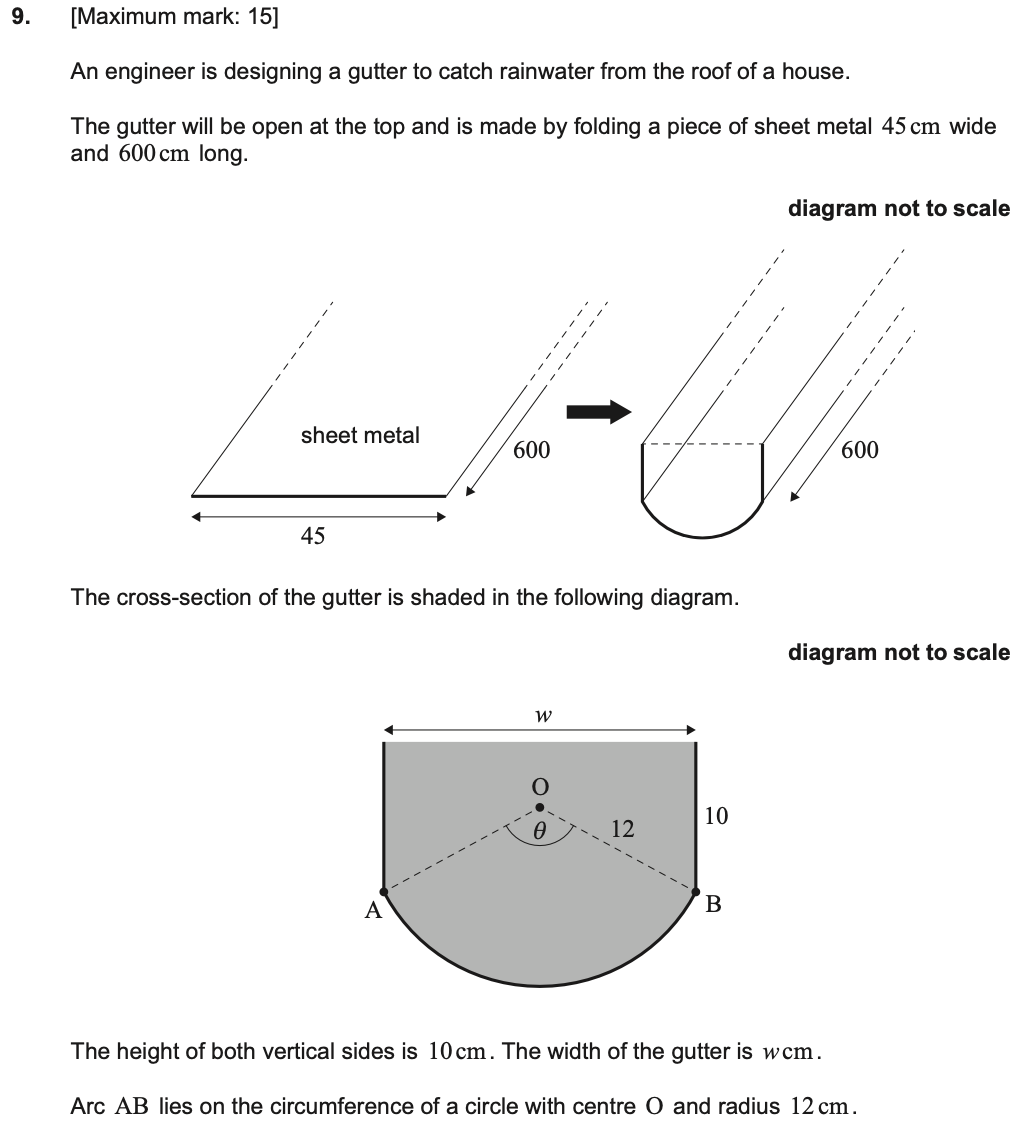 9. [Maximum mark: 15]
An engineer is designing a gutter to catch rainwater from the roof of a house.
The gutter will be open at the top and is made by folding a piece of sheet metal 45 cm wide
and 600 cm long.
diagram not to scale
sheet metal
600
600
45
The cross-section of the gutter is shaded in the following diagram.
diagram not to scale
w
O
θ
12
10
A
B
The height of both vertical sides is 10 cm. The width of the gutter is w cm.
Arc AB lies on the circumference of a circle with centre O and radius 12 cm.